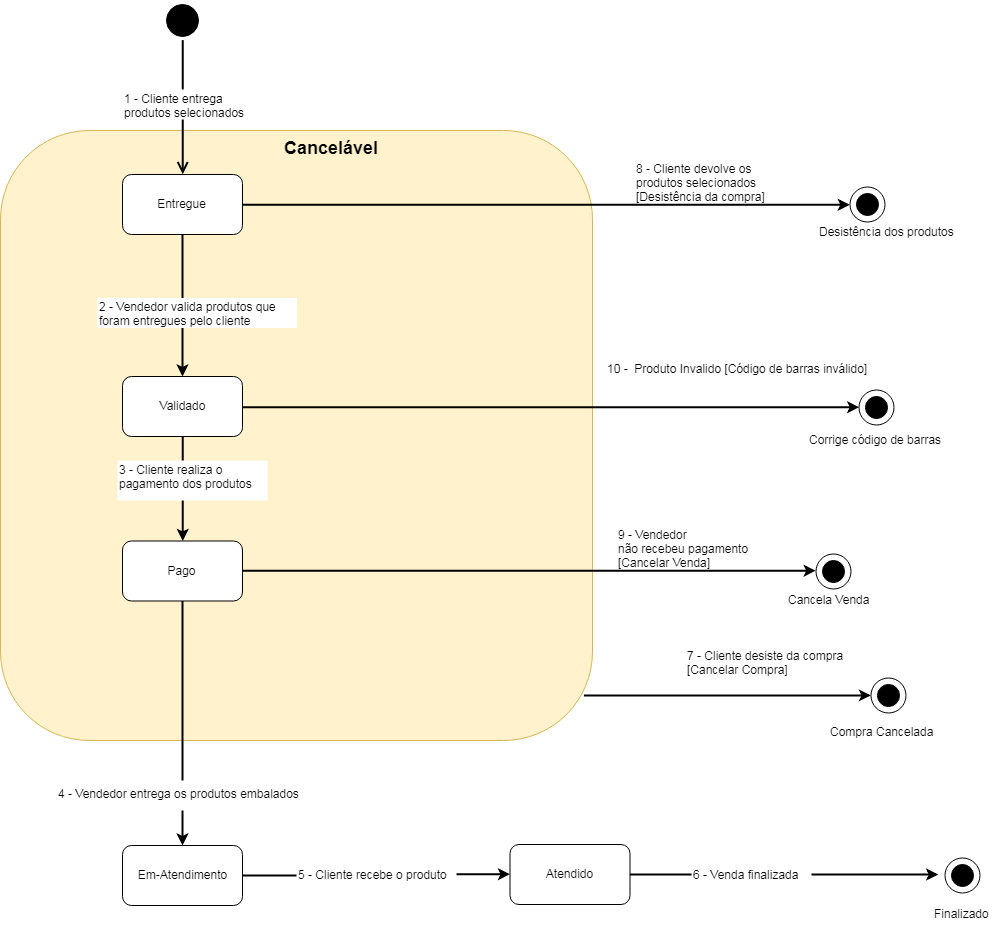 1 - Cliente entrega
produtos selecionados
Cancelável
8 - Cliente devolve os
produtos selecionados
[Desistência da compra]
Entregue
Desistência dos produtos
2 - Vendedor valida produtos que
foram entregues pelo cliente
10 - Produto Invalido [Código de barras inválido]
Validado
Corrige código de barras
3 - Cliente realiza o
pagamento dos produtos
9 - Vendedor
não recebeu pagamento
[Cancelar Venda]
Pago
Cancela Venda
7 - Cliente desiste da compra
[Cancelar Compra]
Compra Cancelada
4 - Vendedor entrega os produtos embalados
Em-Atendimento
5 - Cliente recebe o produto
Atendido
6 - Venda finalizada
Finalizado